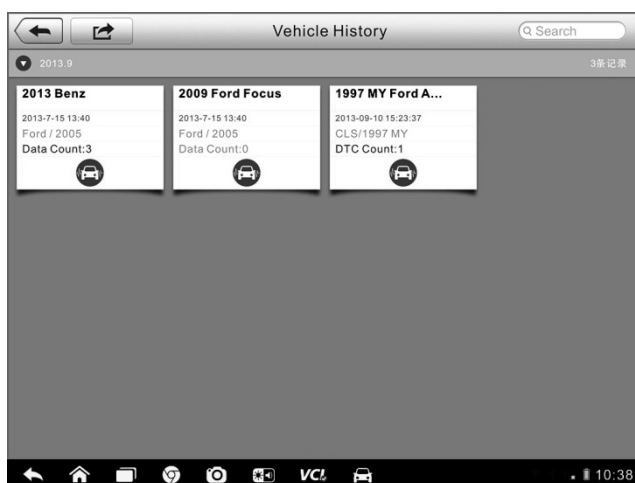 Vehicle History
Search
2013.9
3条记录
2013 Benz
2013-7-15 13:40
Ford / 2005
Data Count:3
2009 Ford Focus
2013-7-15 13:40
Ford / 2005
Data Count:0
1997 MY Ford A...
2013-09-10 15:23:37
CLS/1997 MY
DTC Count:1
VCI
10:38